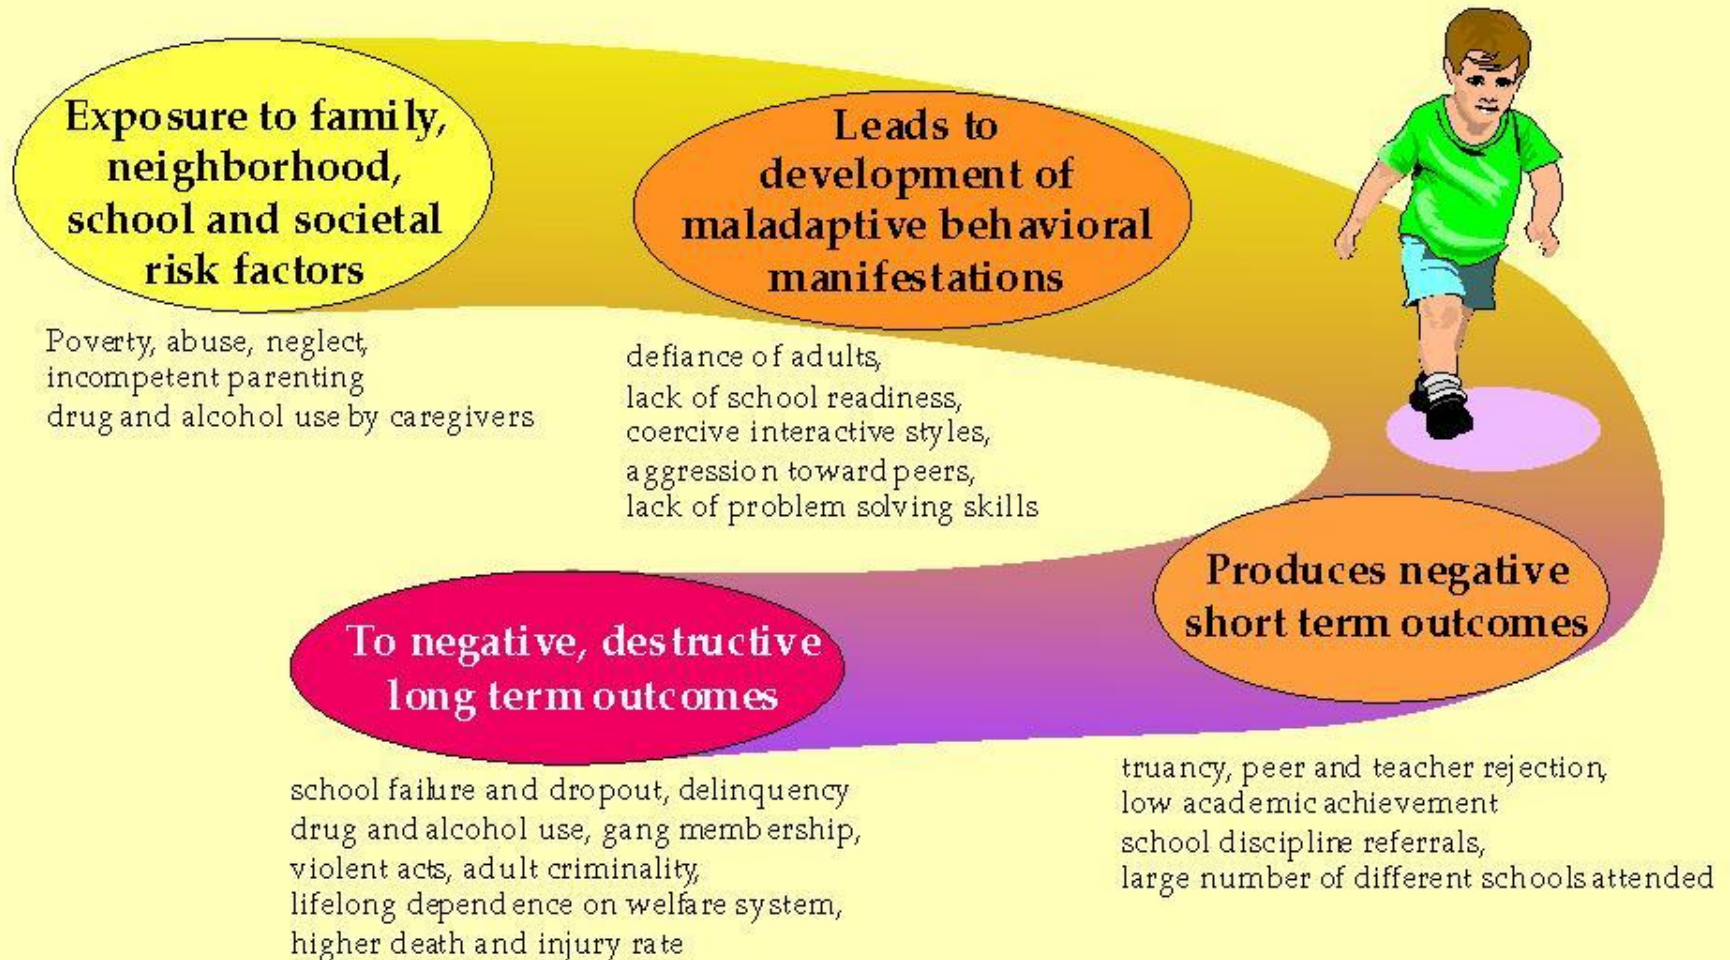 Exposure to family,
neighborhood,
school and societal
risk factors
Poverty, abuse, neglect,
incompetent parenting
drug and alcohol use by caregivers
Leads to
development of
maladaptive behavioral
manifestations
defiance of adults,
lack of school readiness,
coercive interactive styles,
aggression toward peers,
lack of problem solving skills
Produces negative
short term outcomes
truancy, peer and teacher rejection,
low academic achievement
school discipline referrals,
large number of different schools attended
To negative, destructive
long term outcomes
school failure and dropout, delinquency
drug and alcohol use, gang membership,
violent acts, adult criminality,
lifelong dependence on welfare system,
higher death and injury rate